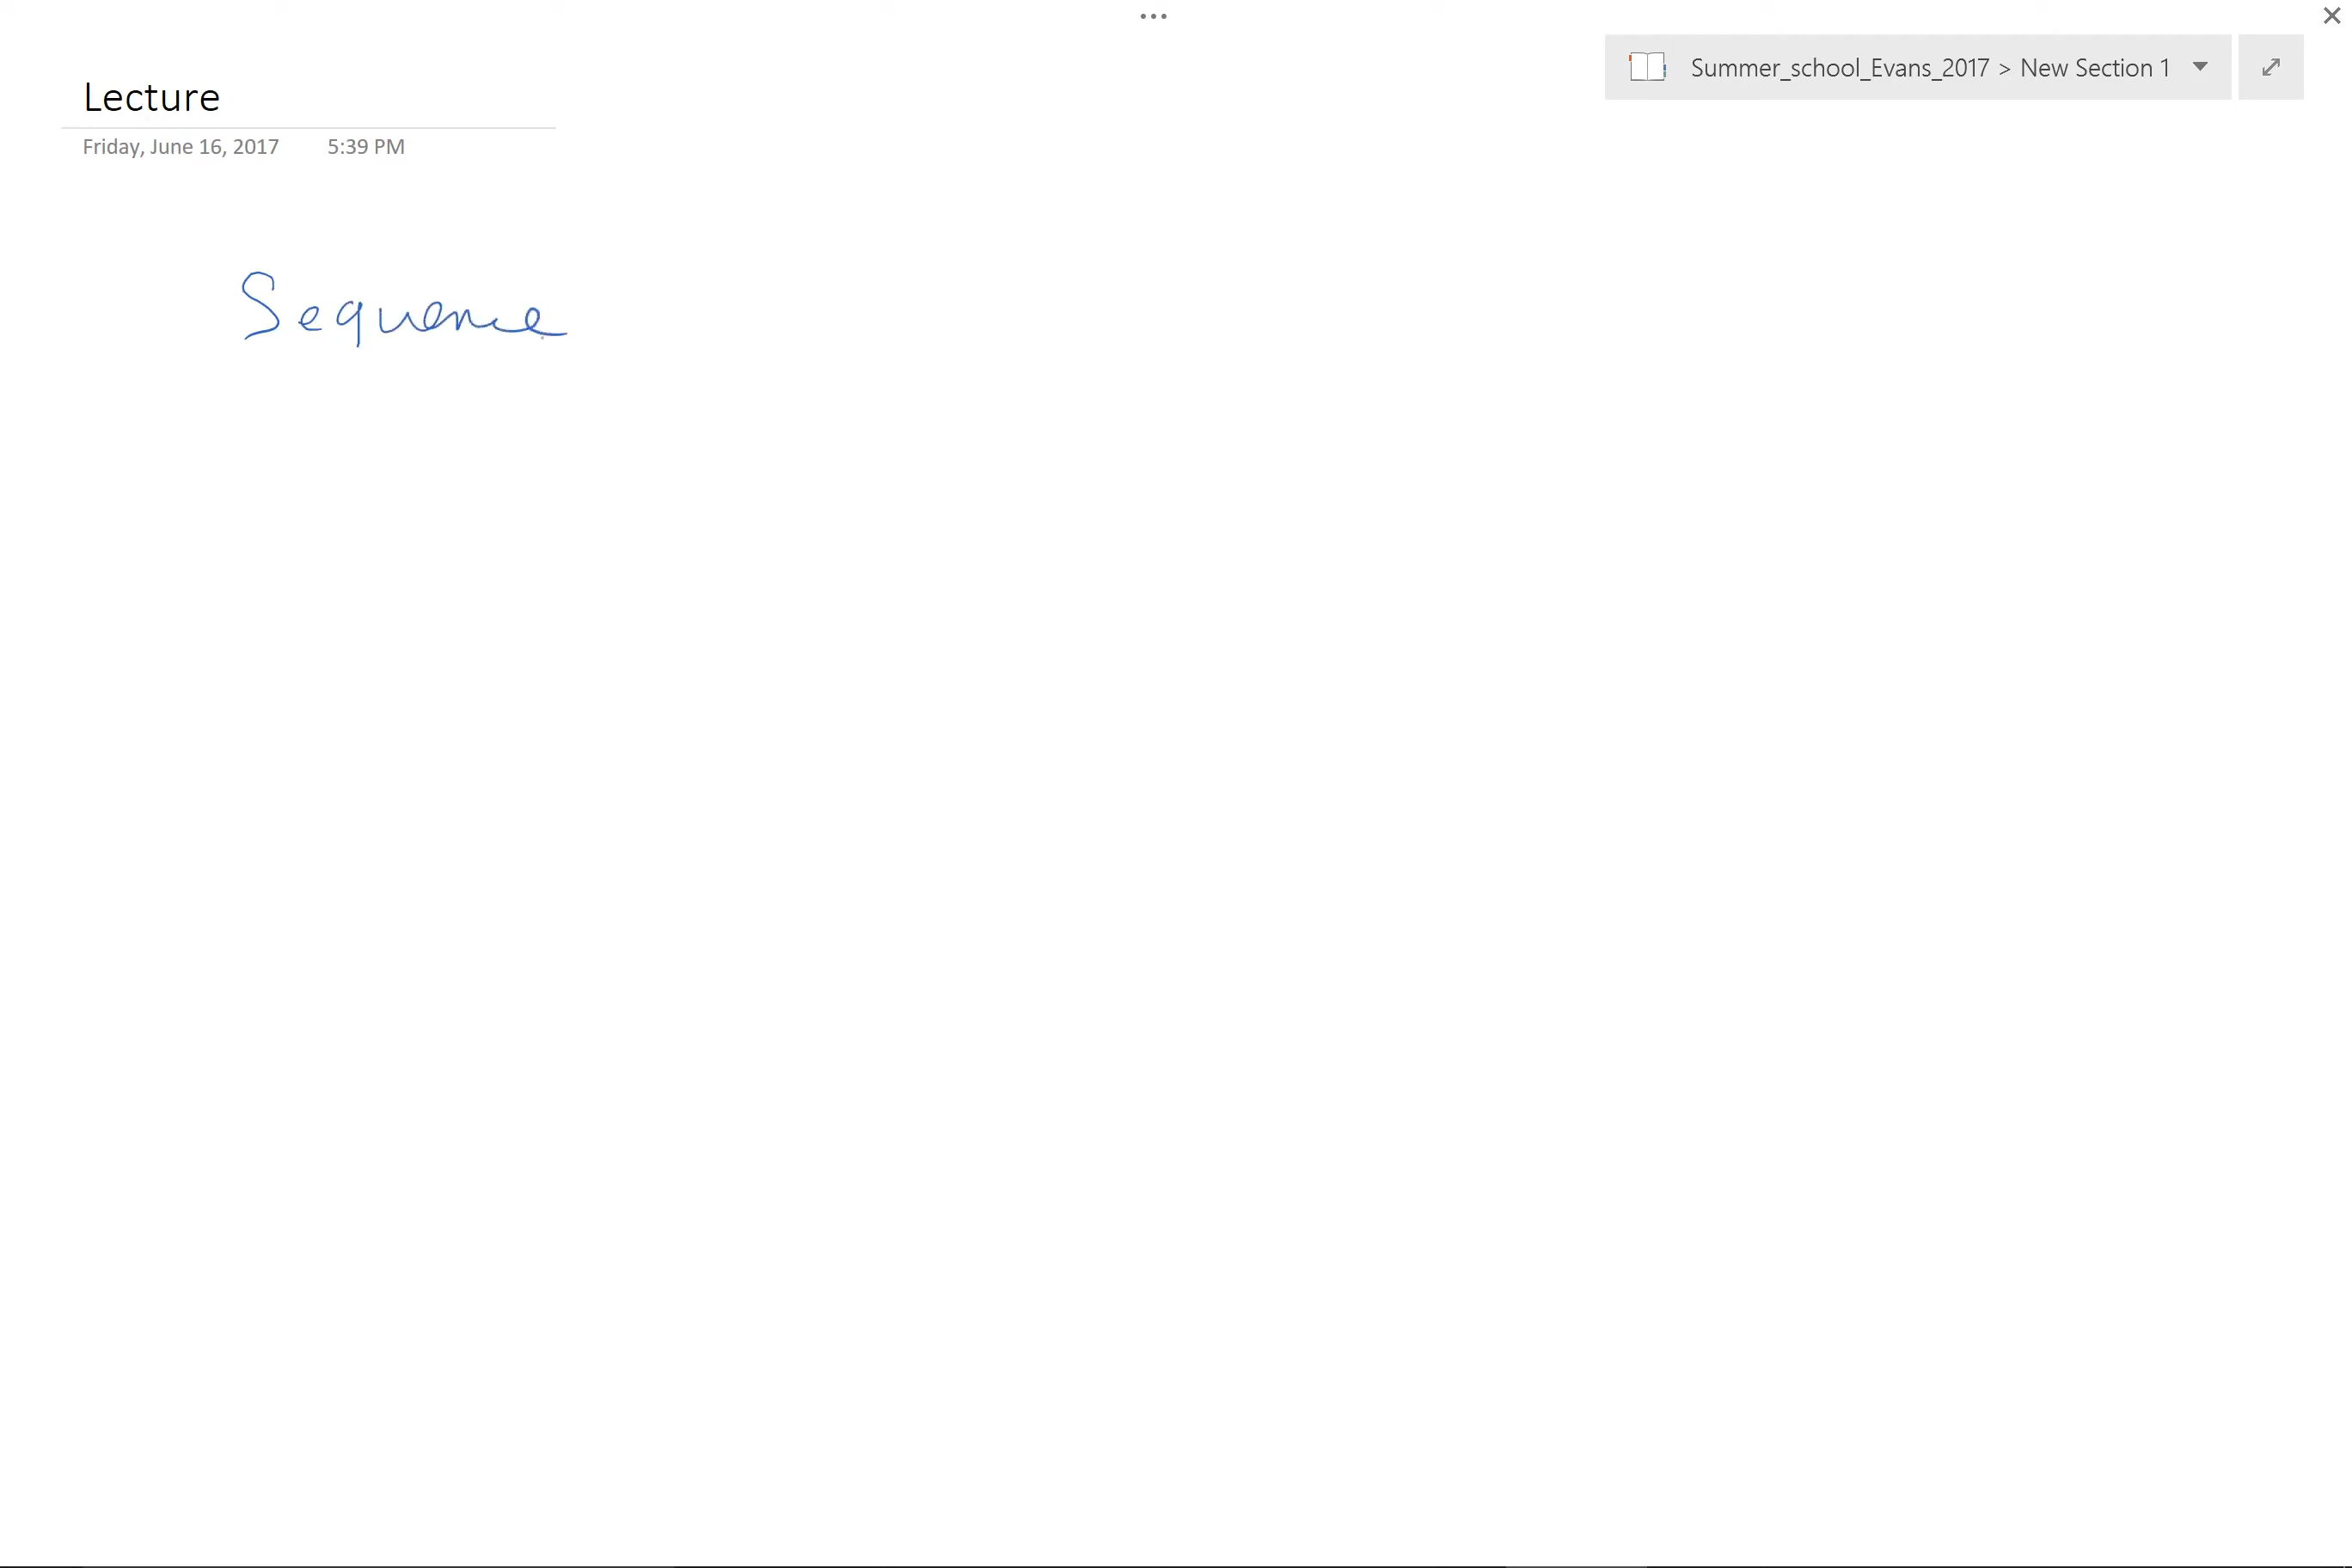 Summer_school_Evans_2017 > New Section 1
Lecture
Friday, June 16, 2017 5:39 PM
Sequence